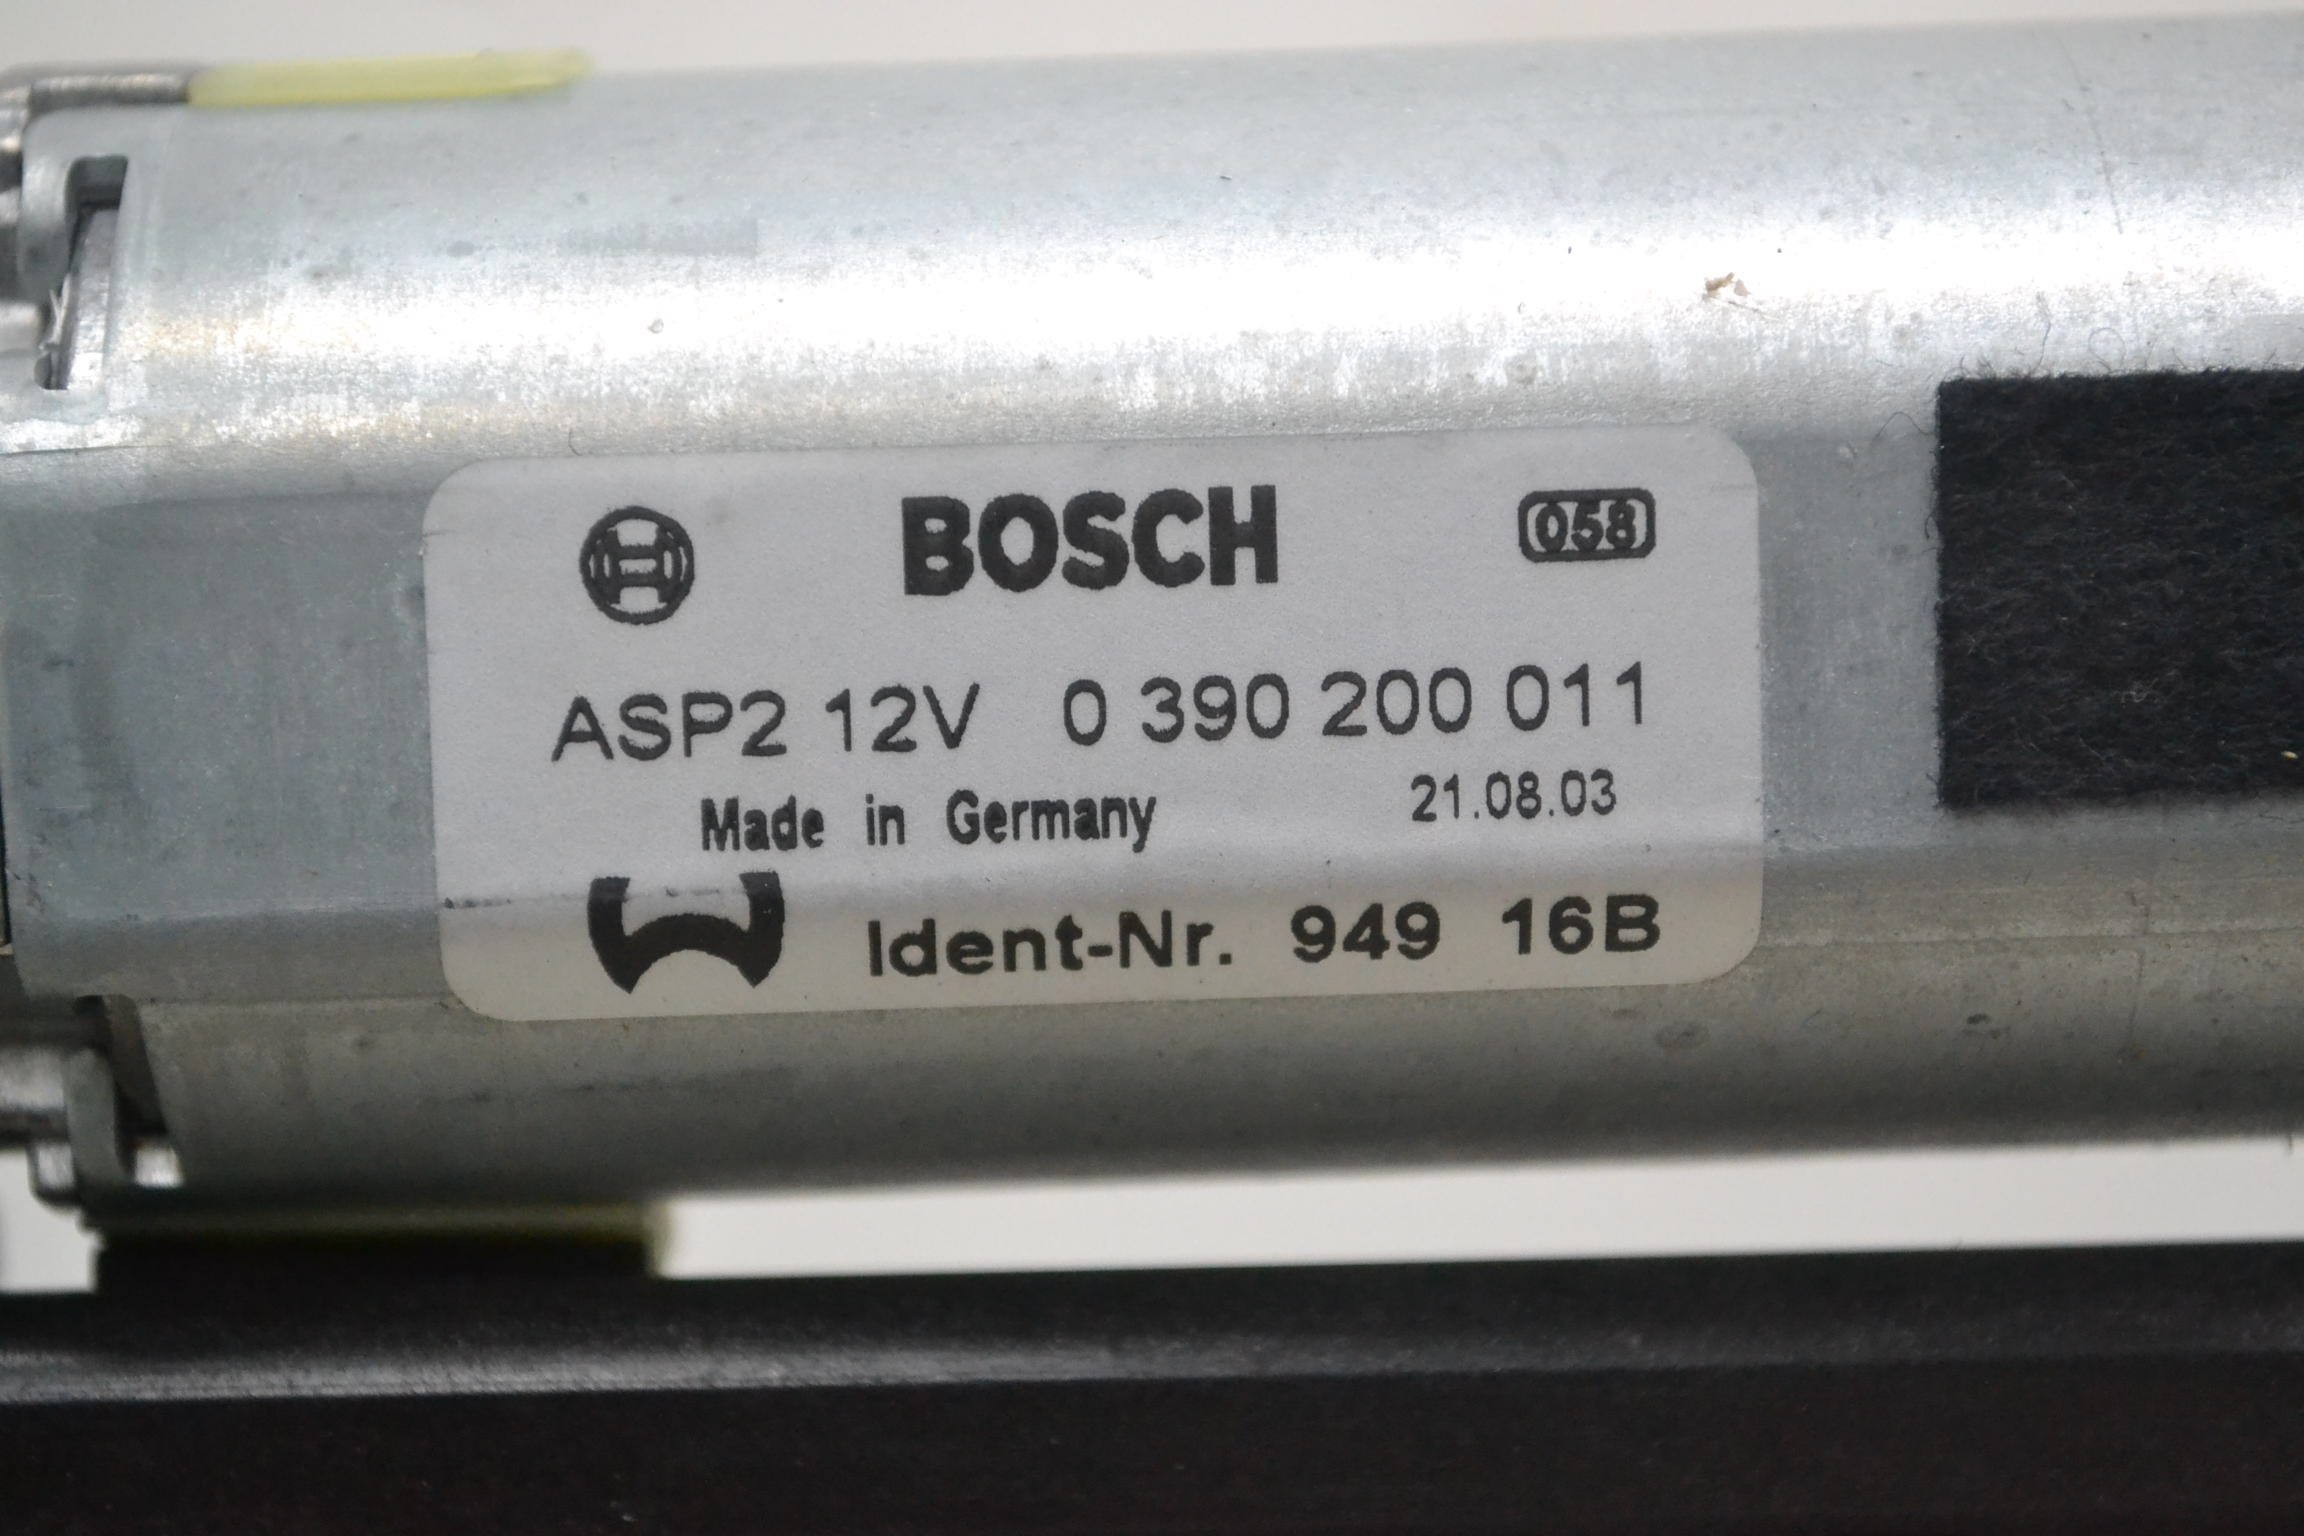 BOSCH 058
ASP2 12V 0 390 200 011
Made in Germany 21.08.03
Ident-Nr. 949 16B